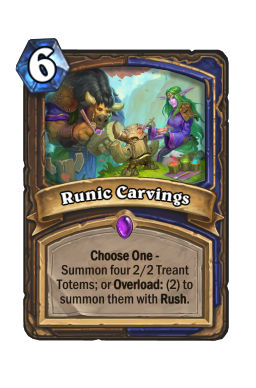 6
Runic Carvings
Choose One -
Summon four 2/2 Treant
Totems; or Overload: (2) to
summon them with Rush.